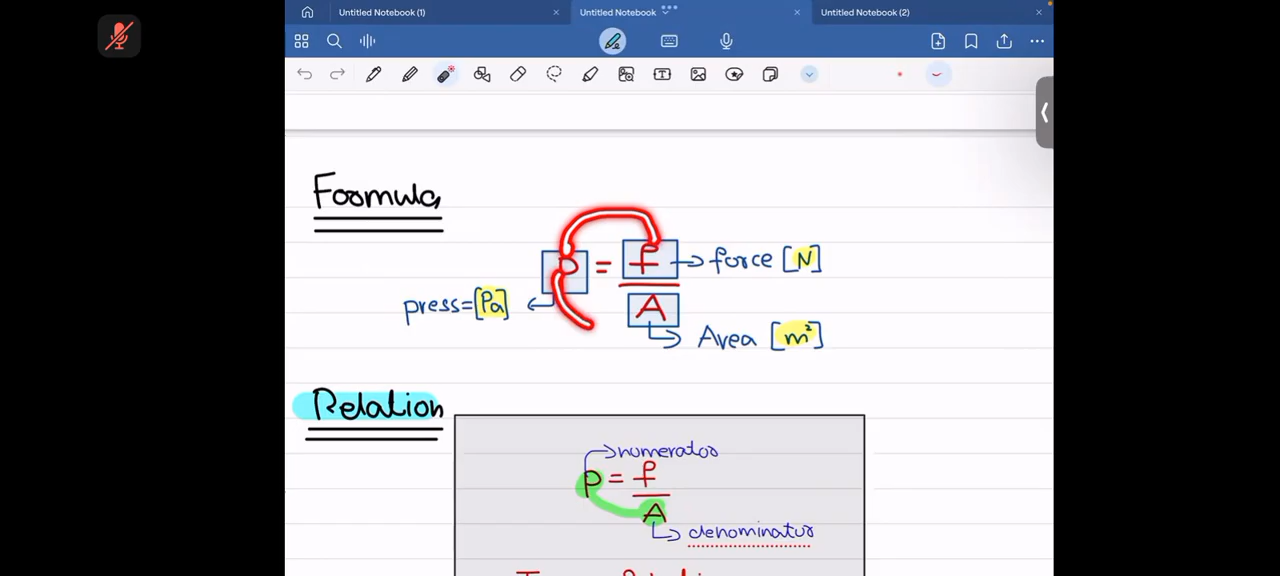 Untitled Notebook (1)
Untitled Notebook
Untitled Notebook (2)
Formula
P = f
force [N]
press=[Pa]
A
Area [m²]
Relation
numerator
p = f
A
denominator